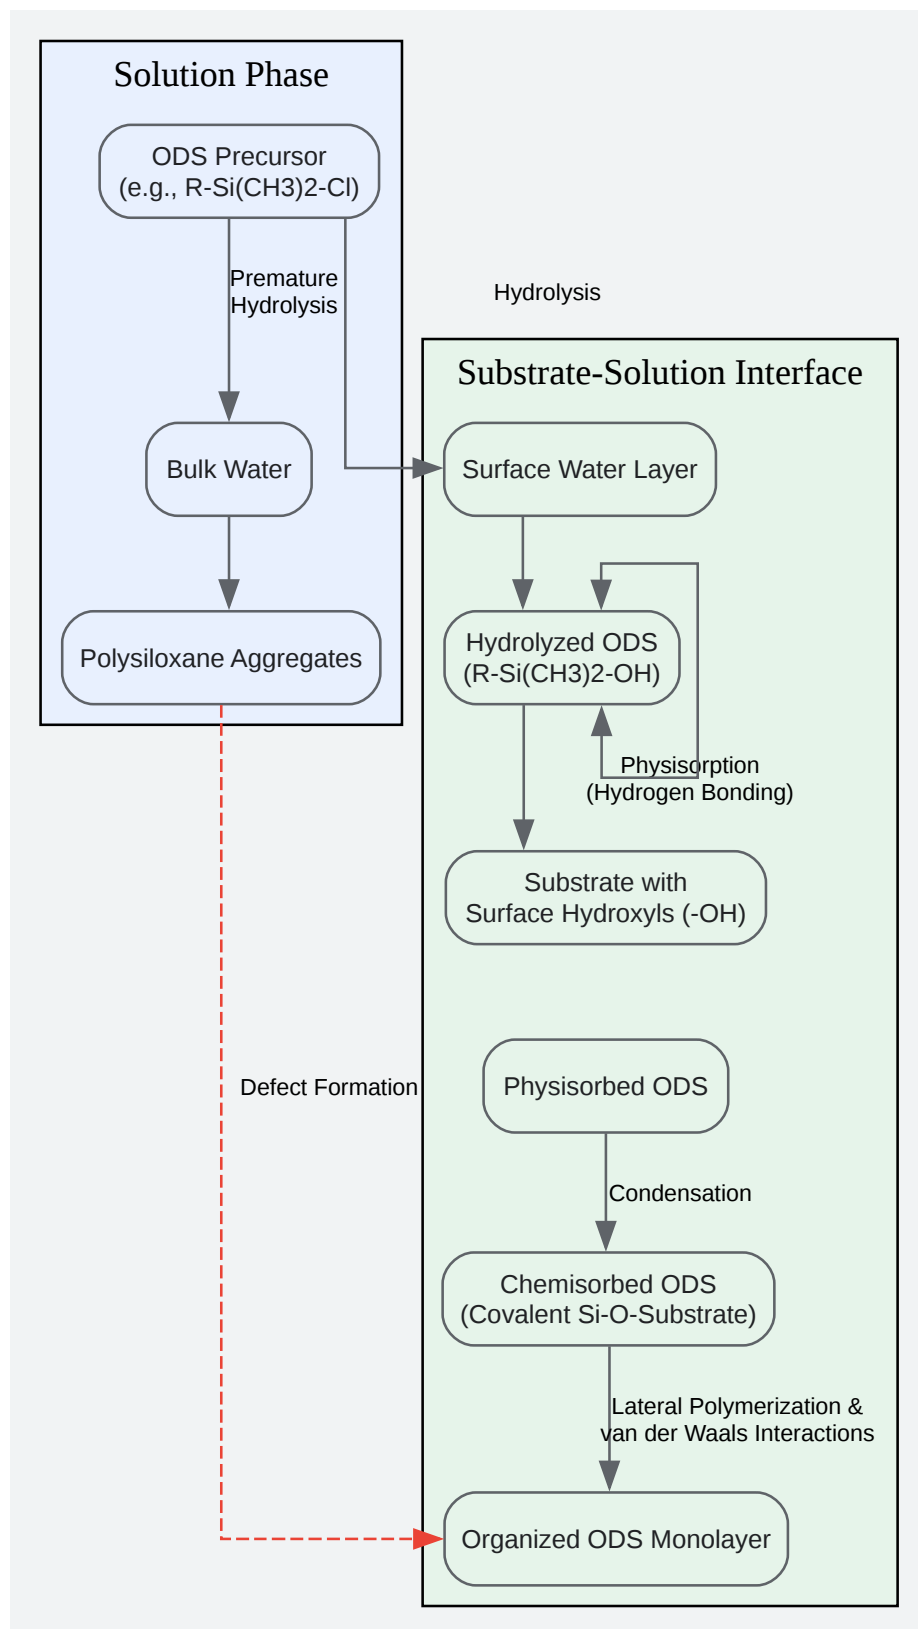 Solution Phase
ODS Precursor
(e.g., R-Si(CH3)2-Cl)
Premature
Hydrolysis
Bulk Water
Polysiloxane Aggregates
Hydrolysis
Substrate-Solution Interface
Surface Water Layer
Hydrolyzed ODS
(R-Si(CH3)2-OH)
Physisorption
(Hydrogen Bonding)
Substrate with
Surface Hydroxyls (-OH)
Physisorbed ODS
Defect Formation
Condensation
Chemisorbed ODS
(Covalent Si-O-Substrate)
Lateral Polymerization &
van der Waals Interactions
Organized ODS Monolayer